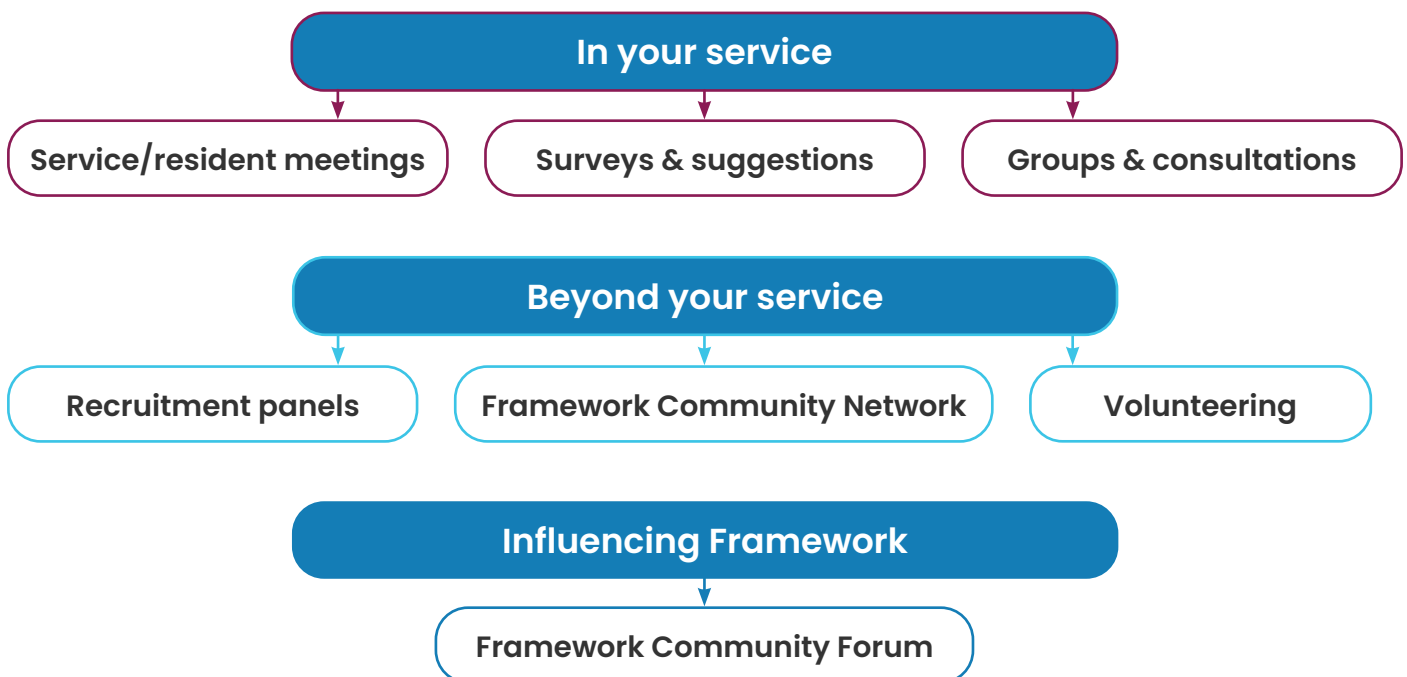 In your service
Service/resident meetings
Surveys & suggestions
Groups & consultations
Beyond your service
Recruitment panels
Framework Community Network
Volunteering
Influencing Framework
Framework Community Forum